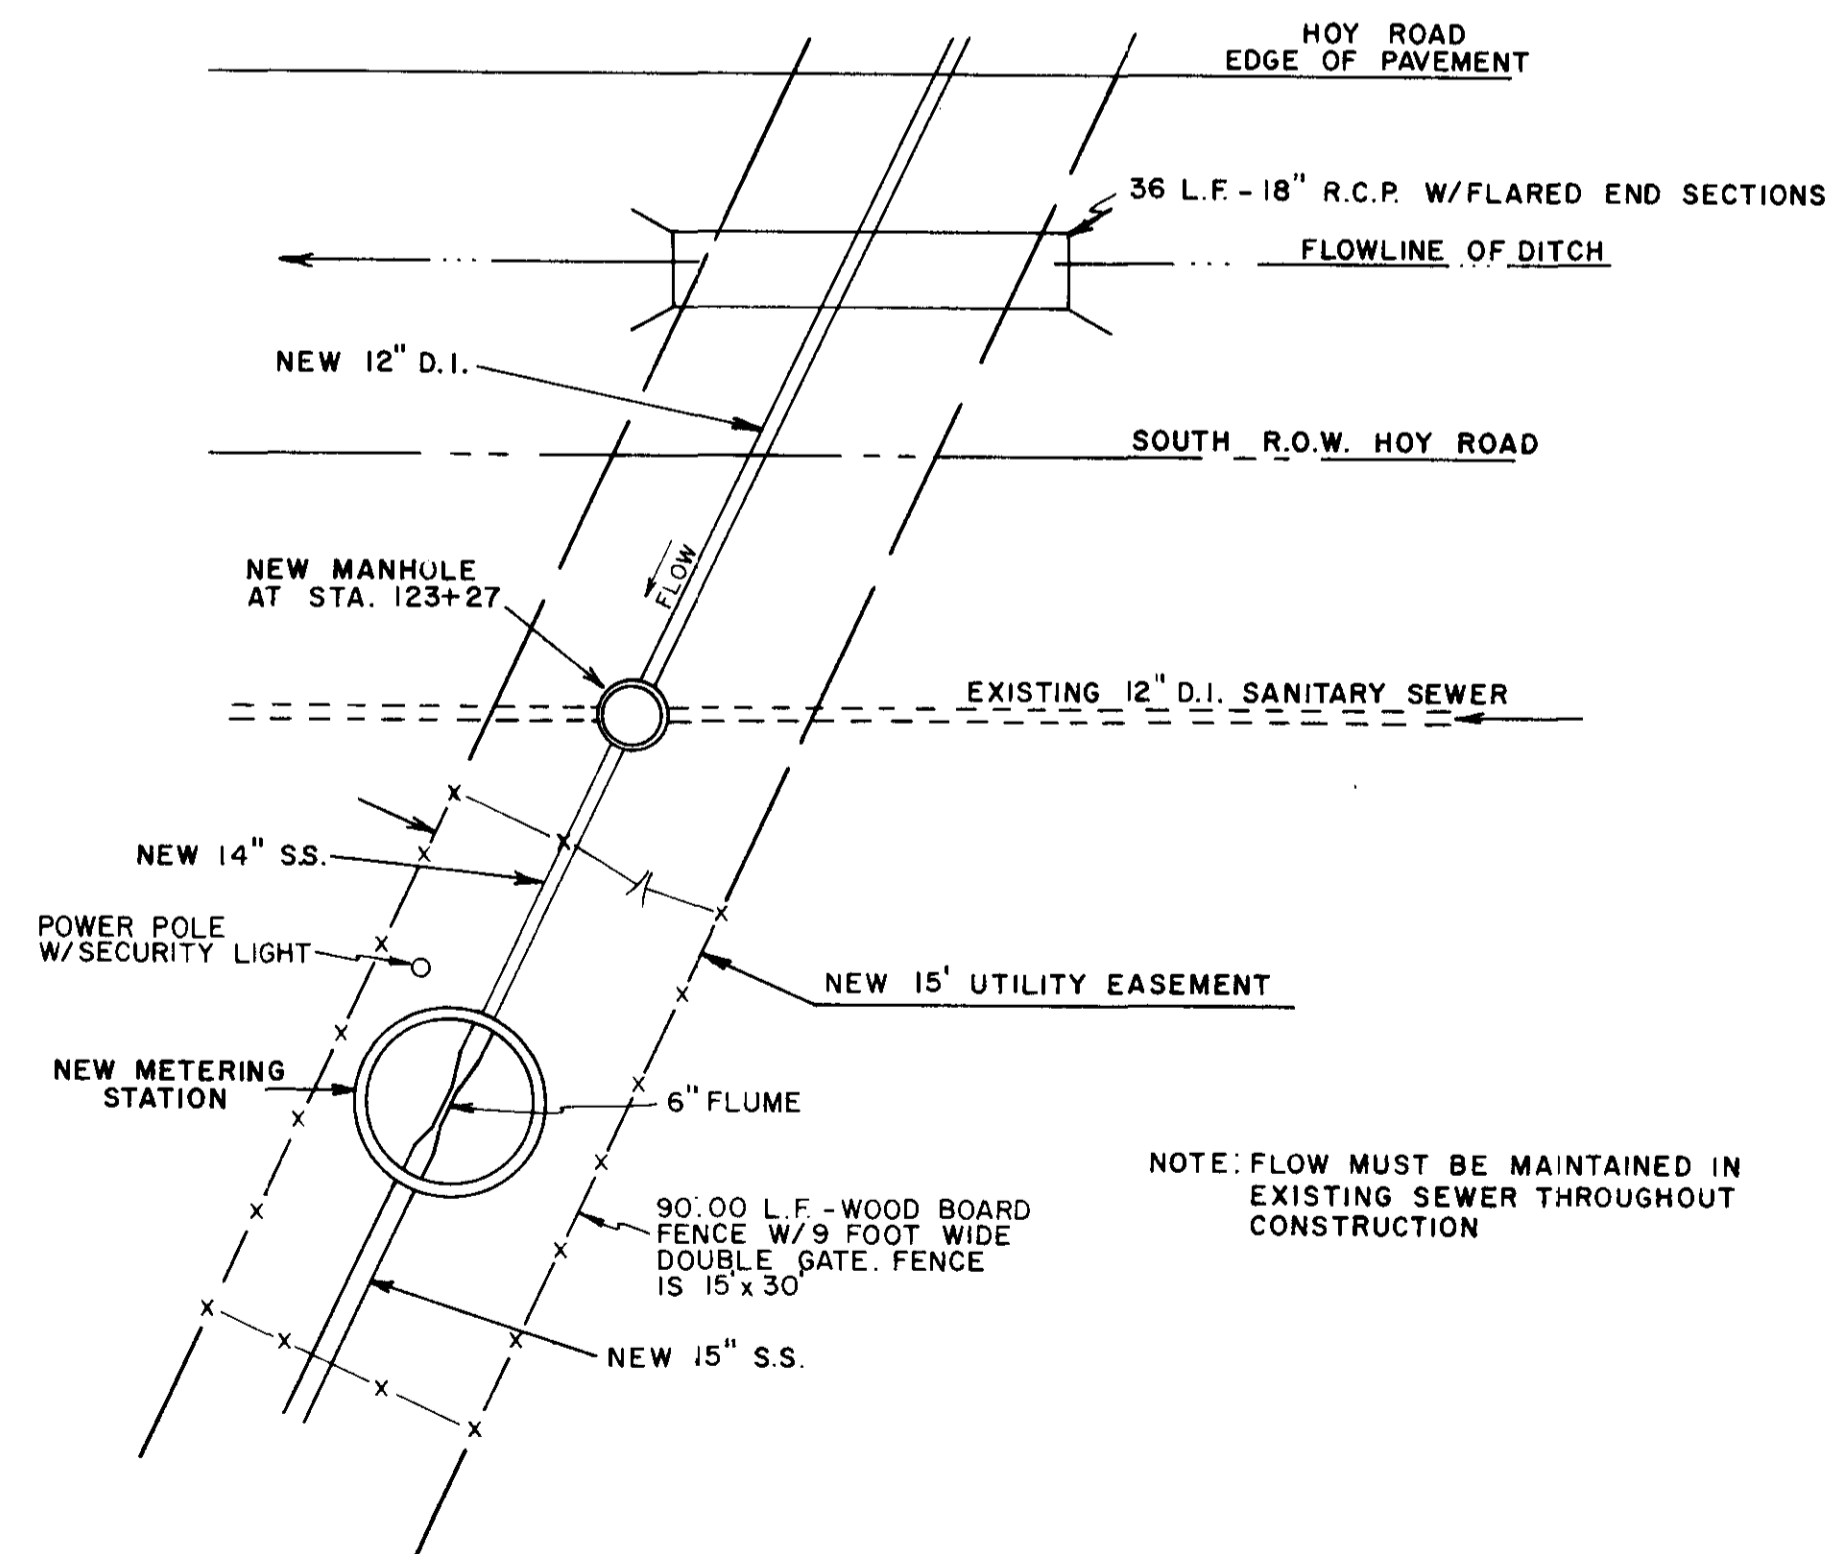 HOY ROAD
EDGE OF PAVEMENT
36 L.F. - 18" R.C.P. W/FLARED END SECTIONS
FLOWLINE OF DITCH
NEW 12" D.I.
SOUTH R.O.W. HOY ROAD
FLOW
NEW MANHOLE
AT STA. 123+27
EXISTING 12" D.I. SANITARY SEWER
NEW 14" S.S.
POWER POLE
W/SECURITY LIGHT
NEW 15' UTILITY EASEMENT
NEW METERING
STATION
6" FLUME
NOTE: FLOW MUST BE MAINTAINED IN
EXISTING SEWER THROUGHOUT
CONSTRUCTION
90.00 L.F. - WOOD BOARD
FENCE W/9 FOOT WIDE
DOUBLE GATE. FENCE
IS 15' x 30'
NEW 15" S.S.